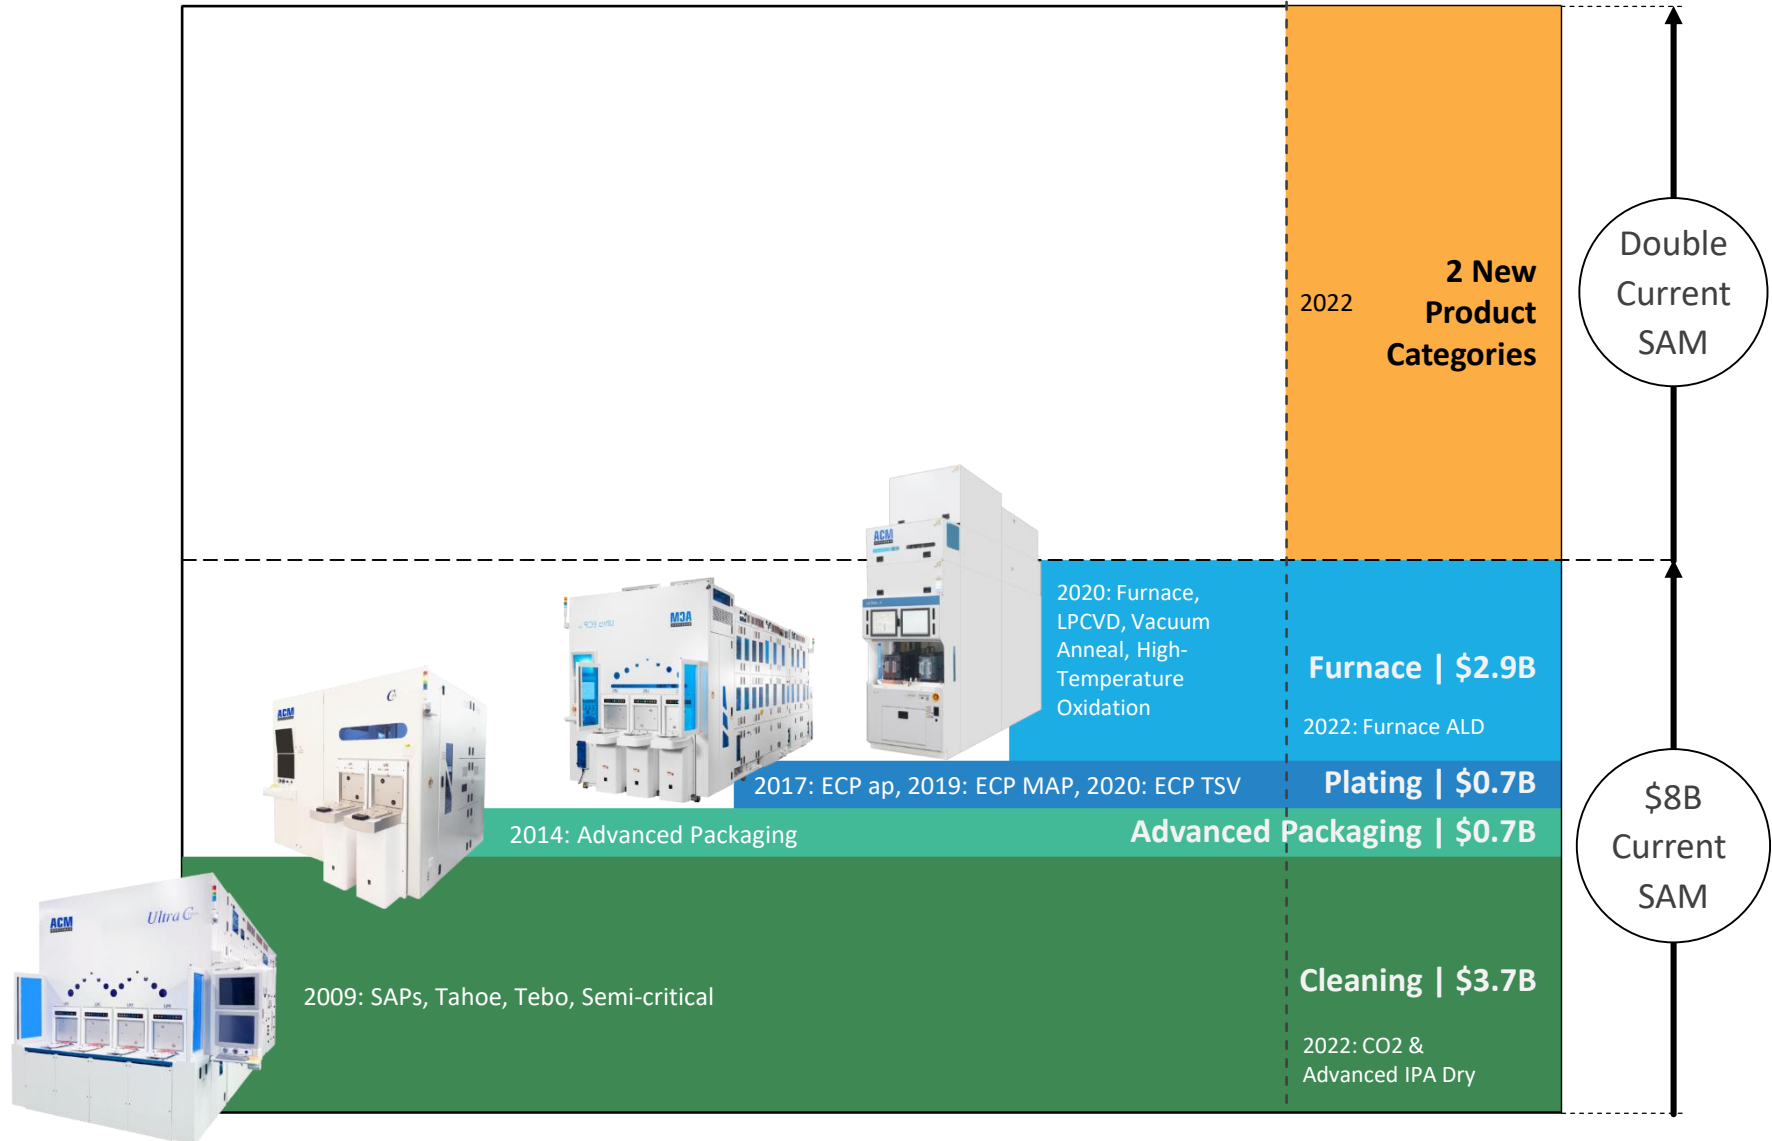 2022
2 New
Product
Categories
Double
Current
SAM
ACM
2020: Furnace,
LPCVD, Vacuum
Anneal, High-
Temperature
Oxidation
Furnace | $2.9B
2022: Furnace ALD
ACM
2017: ECP ap, 2019: ECP MAP, 2020: ECP TSV
Plating | $0.7B
ACM
2014: Advanced Packaging
Advanced Packaging | $0.7B
$8B
Current
SAM
ACM
Ultra C
2009: SAPs, Tahoe, Tebo, Semi-critical
Cleaning | $3.7B
2022: CO2 &
Advanced IPA Dry